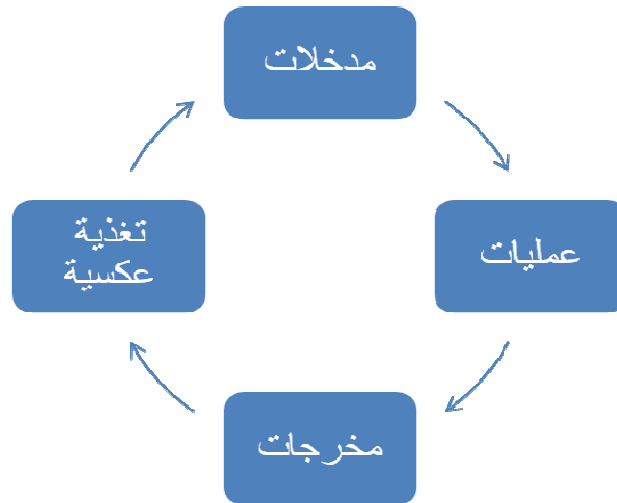 مدخلات
عمليات
مخرجات
تغذية
عكسية